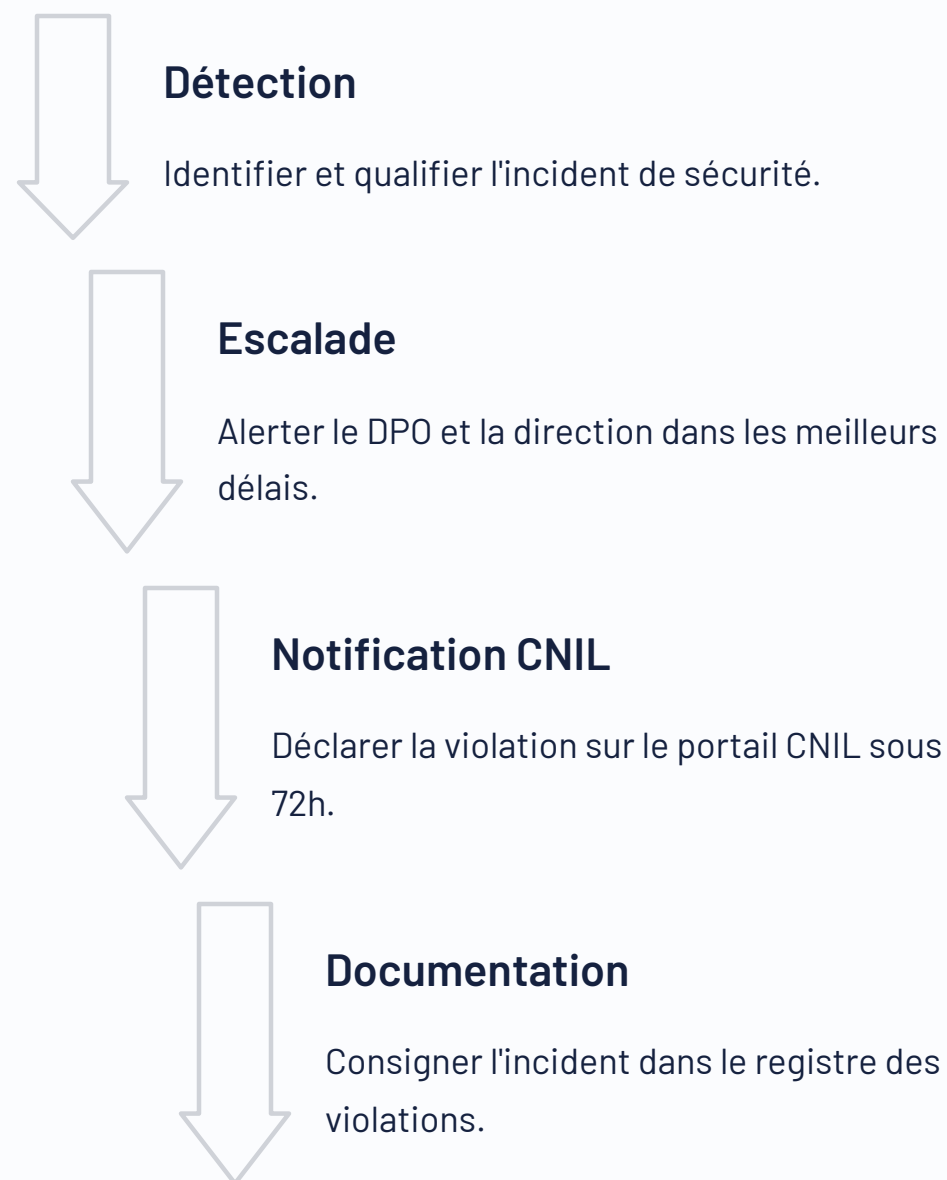 Détection
Identifier et qualifier l'incident de sécurité.
Escalade
Alerter le DPO et la direction dans les meilleurs
délais.
Notification CNIL
Déclarer la violation sur le portail CNIL sous
72h.
Documentation
Consigner l'incident dans le registre des
violations.